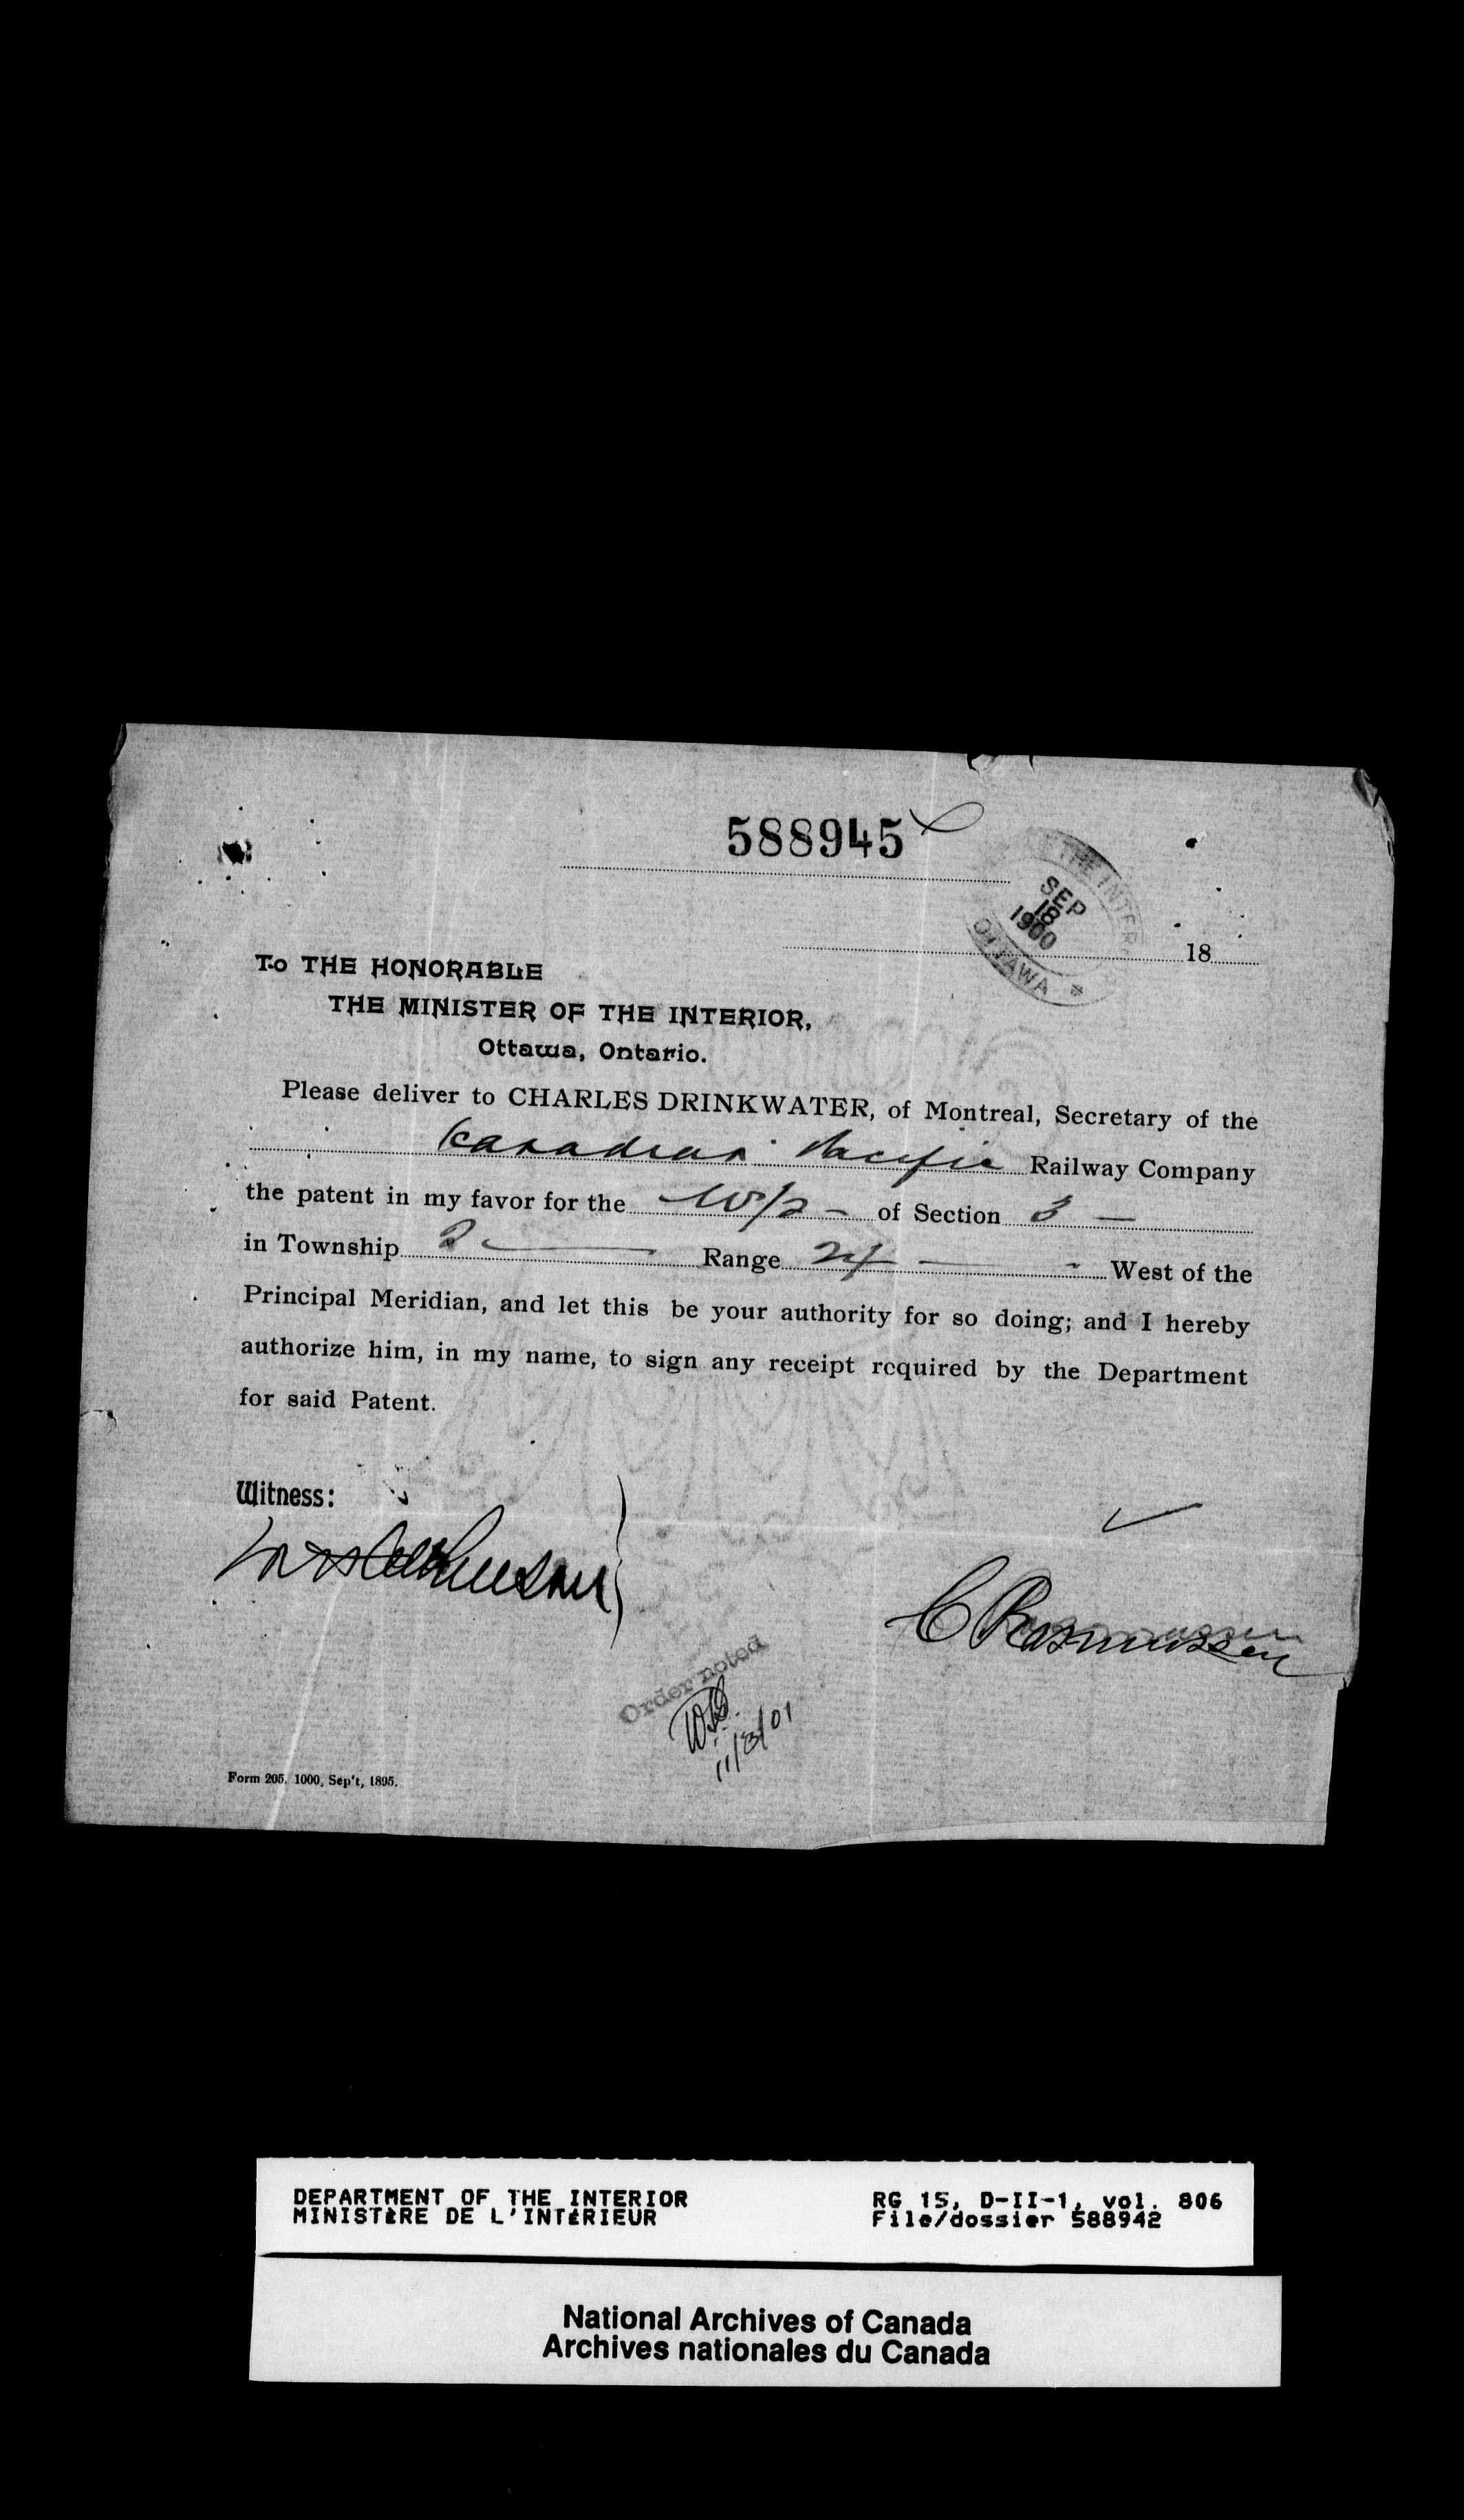 588945
THE INTER
SEP
18
1900
OTTAWA *
18
To THE HONORABLE
THE MINISTER OF THE INTERIOR,
Ottawa, Ontario.
Please deliver to CHARLES DRINKWATER, of Montreal, Secretary of the
Canadian Pacific Railway Company
the patent in my favor for the W1/2 - of Section 3 —
in Township 2 — Range 24 — - West of the
Principal Meridian, and let this be your authority for so doing; and I hereby
authorize him, in my name, to sign any receipt required by the Department
for said Patent.
Witness:
C Rasmussen
Order noted
11/3/01
Form 205. 1000, Sep't, 1895.
DEPARTMENT OF THE INTERIOR RG 15, D-II-1, vol. 806
MINISTÈRE DE L'INTÉRIEUR File/dossier 588942
National Archives of Canada
Archives nationales du Canada